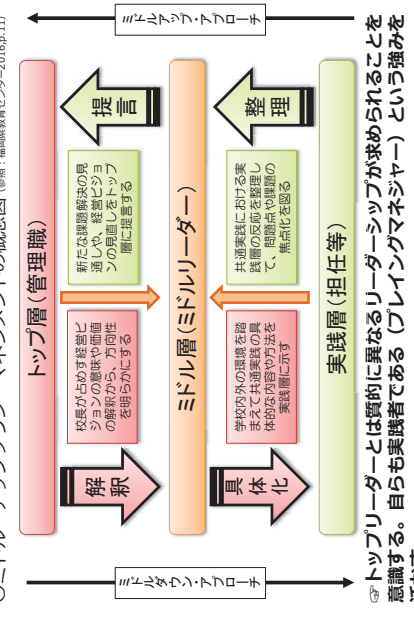 ○ミドル・アップダウン・マネジメントの概念図(参照:福岡県教育センター2016,p.11)
トップ層(管理職)
ミドルダウン・アプローチ
解釈
校長が占めす経営ビ
ジョンの意味や価値
の解釈から、方向性
を明らかにする
新たな課題解決の見
通しや、経営ビジョ
ンの見直しをトップ
層に提言する
提言
ミドルアップ・アプローチ
ミドル層(ミドルリーダー)
具体化
学校内外の環境を踏
まえて共通実践の具
体的な内容や方法を
実践層に示す
共通実践における実
践層の反応を整理し
て、問題点や課題の
焦点化を図る
整理
実践層(担任等)
☞トップリーダーとは質的に異なるリーダーシップが求められることを
意識する。自らも実践者である(プレイングマネジャー)という強みを